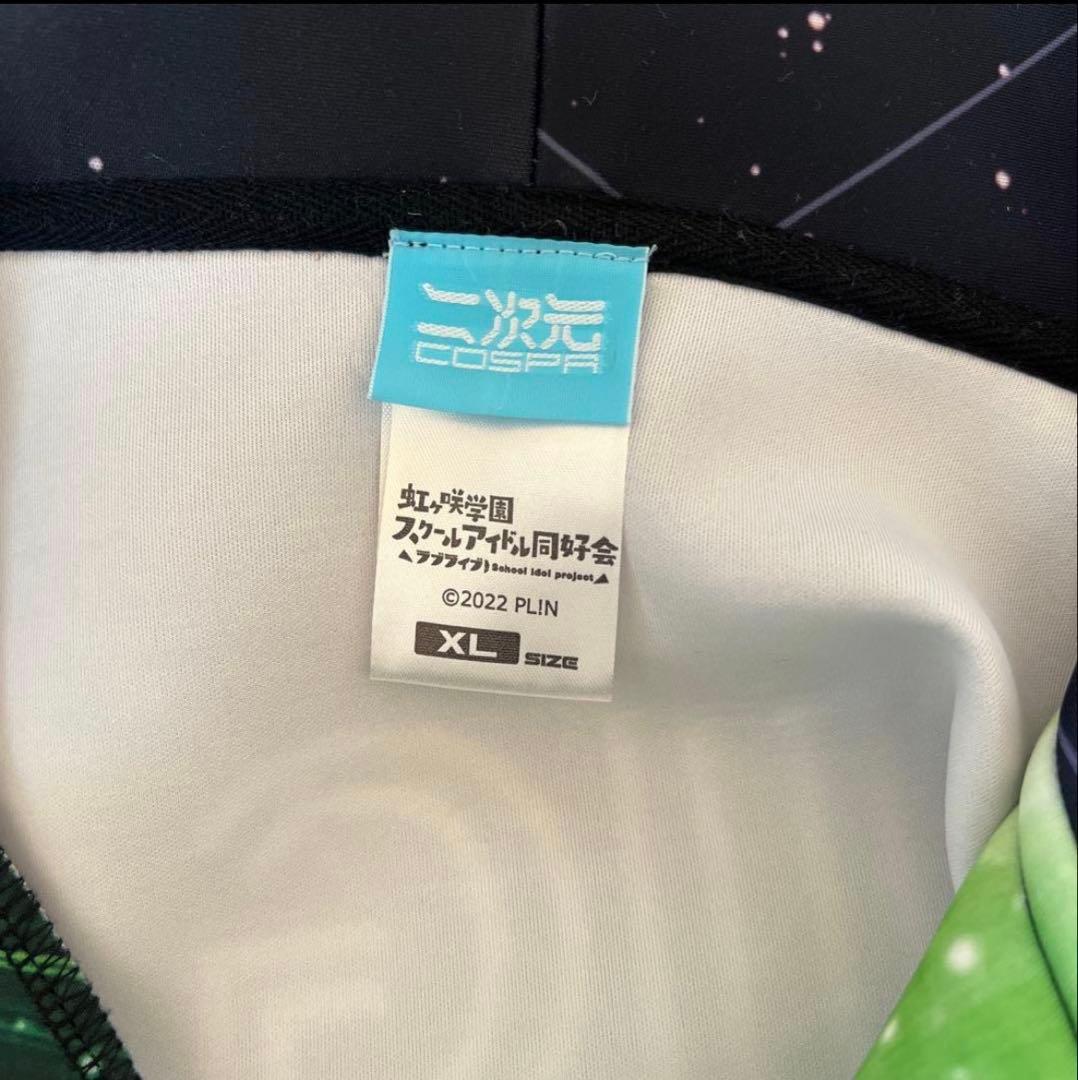 二次元
COSPA
虹ヶ咲学園
スクールアイドル同好会
ラブライブ! School idol project
©2022 PL!N
XL SIZE